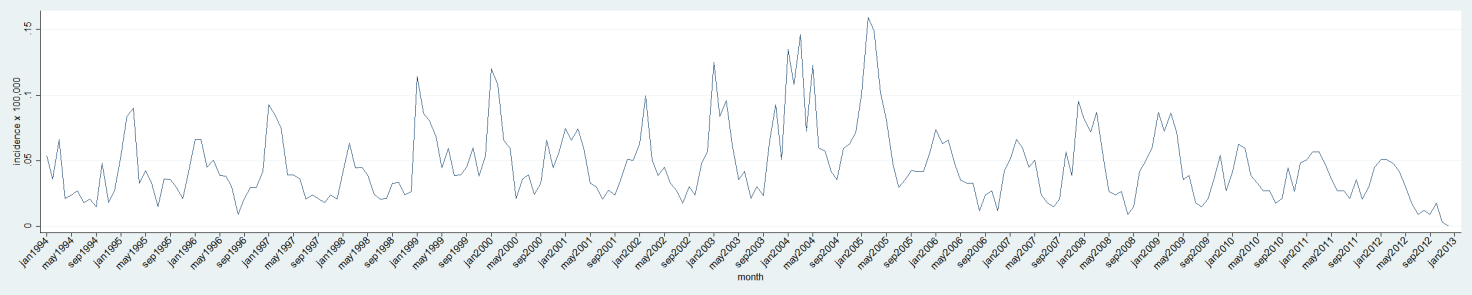 incidence x 100,000
.15
.1
.05
0
jan1994 may1994 sep1994 jan1995 may1995 sep1995 jan1996 may1996 sep1996 jan1997 may1997 sep1997 jan1998 may1998 sep1998 jan1999 may1999 sep1999 jan2000 may2000 sep2000 jan2001 may2001 sep2001 jan2002 may2002 sep2002 jan2003 may2003 sep2003 jan2004 may2004 sep2004 jan2005 may2005 sep2005 jan2006 may2006 sep2006 jan2007 may2007 sep2007 jan2008 may2008 sep2008 jan2009 may2009 sep2009 jan2010 may2010 sep2010 jan2011 may2011 sep2011 jan2012 may2012 sep2012 jan2013
month